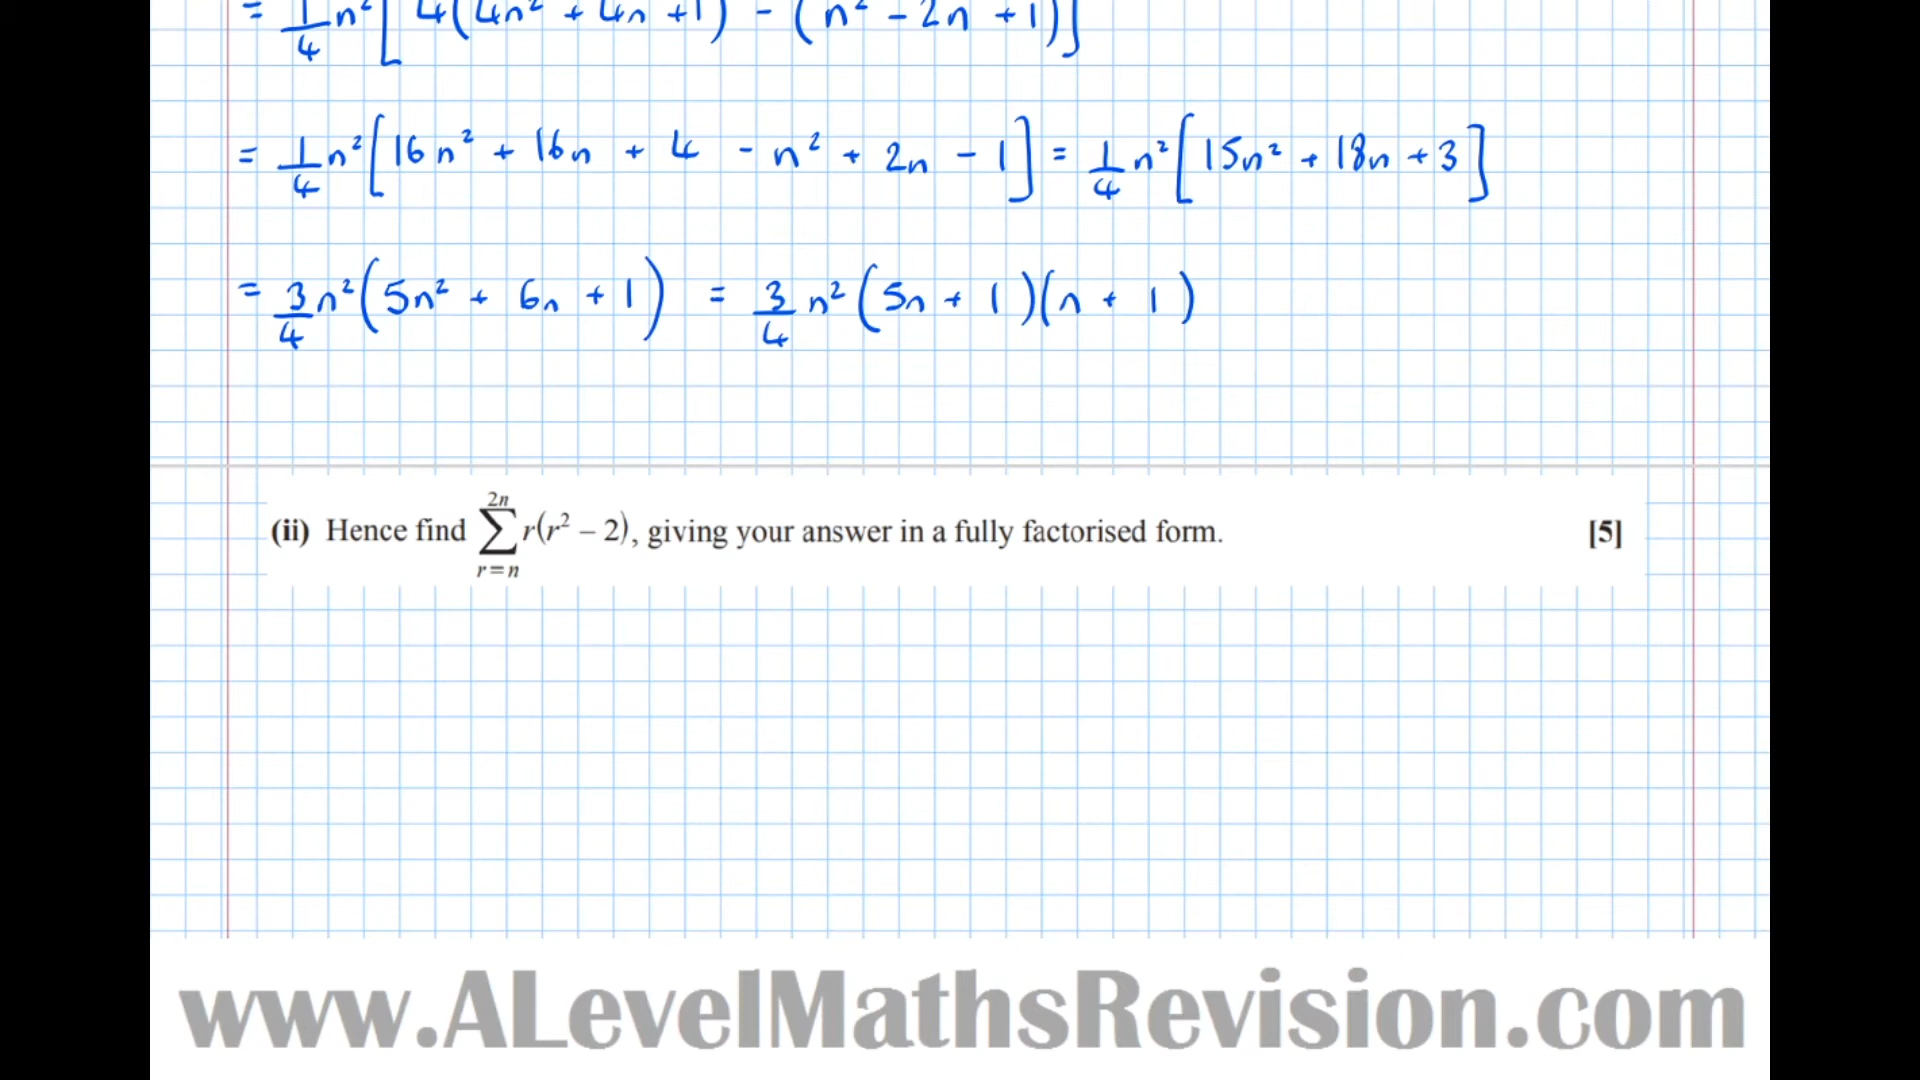 = 1/4 n² [ 4(4n² + 4n + 1) - (n² - 2n + 1) ]
= 1/4 n² [ 16n² + 16n + 4 - n² + 2n - 1 ] = 1/4 n² [ 15n² + 18n + 3 ]
= 3/4 n² ( 5n² + 6n + 1 ) = 3/4 n² ( 5n + 1 )( n + 1 )
(ii) Hence find ∑_{r=n}^{2n} r(r² – 2), giving your answer in a fully factorised form. [5]
www.ALevelMathsRevision.com